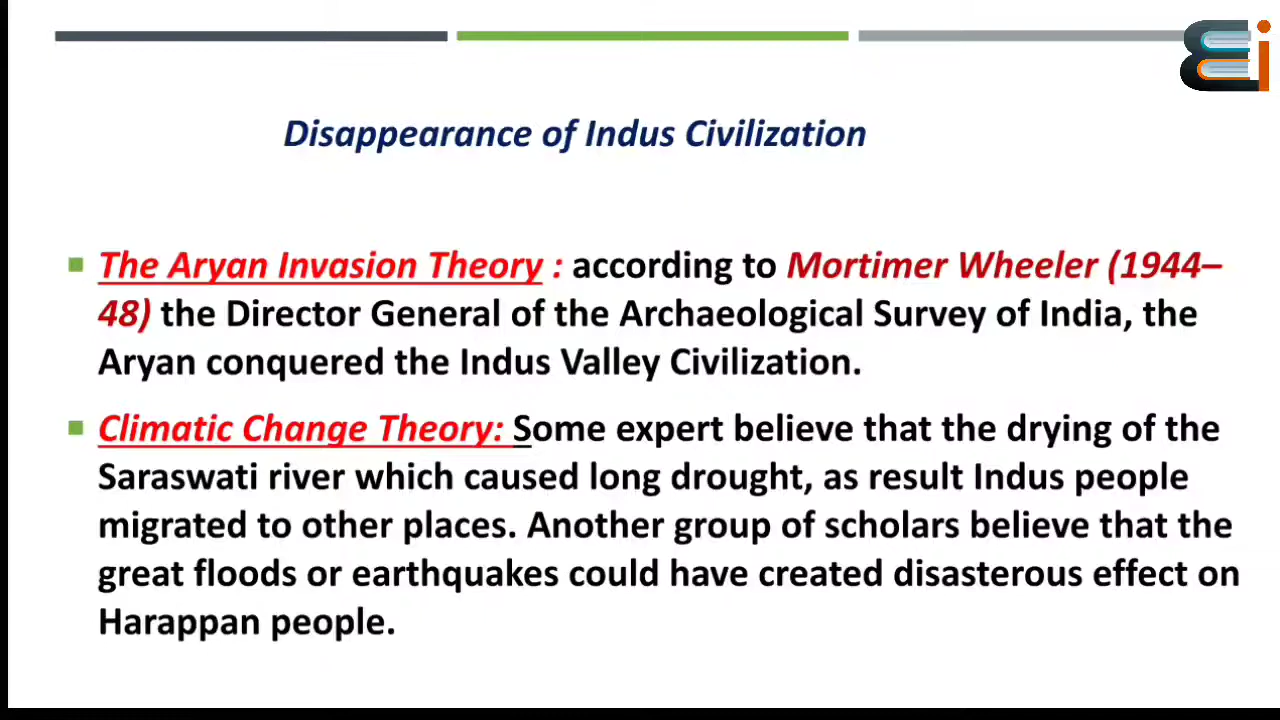 Disappearance of Indus Civilization
The Aryan Invasion Theory : according to Mortimer Wheeler (1944–
48) the Director General of the Archaeological Survey of India, the
Aryan conquered the Indus Valley Civilization.
Climatic Change Theory: Some expert believe that the drying of the
Saraswati river which caused long drought, as result Indus people
migrated to other places. Another group of scholars believe that the
great floods or earthquakes could have created disasterous effect on
Harappan people.